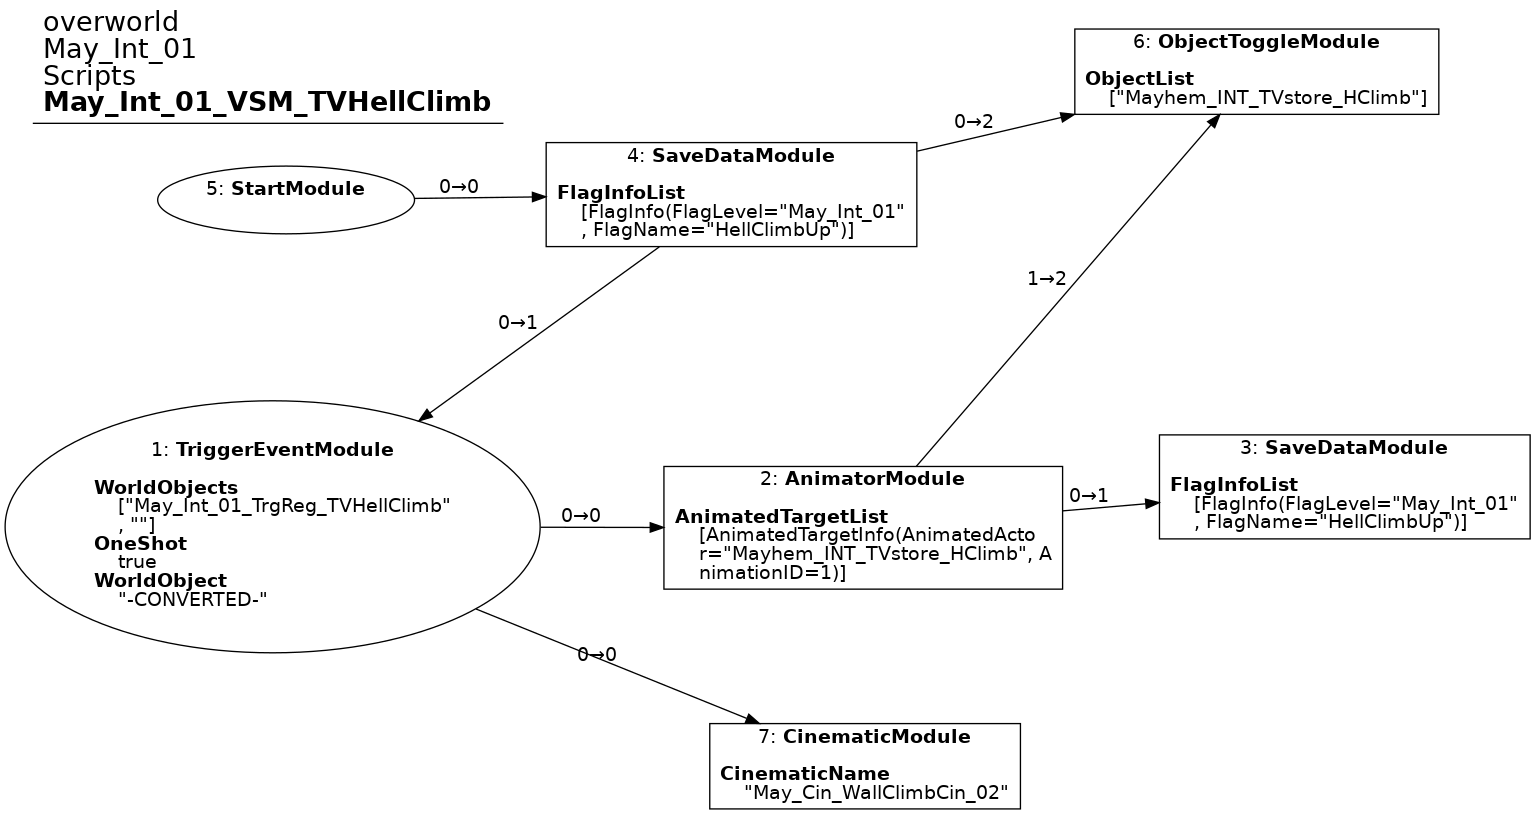 overworld
May_Int_01
Scripts
May_Int_01_VSM_TVHellClimb
6: ObjectToggleModule
ObjectList
["Mayhem_INT_TVstore_HClimb"]
0→2
4: SaveDataModule
FlagInfoList
[FlagInfo(FlagLevel="May_Int_01"
, FlagName="HellClimbUp")]
5: StartModule
0→0
1→2
0→1
1: TriggerEventModule
WorldObjects
["May_Int_01_TrgReg_TVHellClimb"
, ""]
OneShot
true
WorldObject
"-CONVERTED-"
0→0
2: AnimatorModule
AnimatedTargetList
[AnimatedTargetInfo(AnimatedActo
r="Mayhem_INT_TVstore_HClimb", A
nimationID=1)]
0→1
3: SaveDataModule
FlagInfoList
[FlagInfo(FlagLevel="May_Int_01"
, FlagName="HellClimbUp")]
0→0
7: CinematicModule
CinematicName
"May_Cin_WallClimbCin_02"